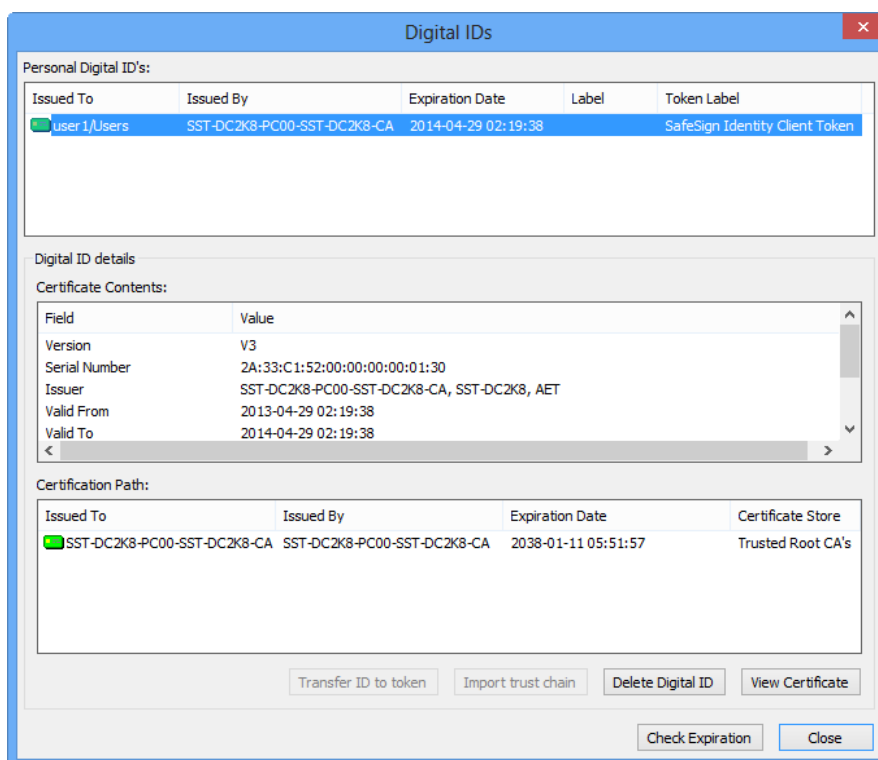 Digital IDs
Personal Digital ID's:
Issued To Issued By Expiration Date Label Token Label
user1/Users SST-DC2K8-PC00-SST-DC2K8-CA 2014-04-29 02:19:38 SafeSign Identity Client Token
Digital ID details
Certificate Contents:
Field Value
Version V3
Serial Number 2A:33:C1:52:00:00:00:00:01:30
Issuer SST-DC2K8-PC00-SST-DC2K8-CA, SST-DC2K8, AET
Valid From 2013-04-29 02:19:38
Valid To 2014-04-29 02:19:38
Certification Path:
Issued To Issued By Expiration Date Certificate Store
SST-DC2K8-PC00-SST-DC2K8-CA SST-DC2K8-PC00-SST-DC2K8-CA 2038-01-11 05:51:57 Trusted Root CA's
Transfer ID to token Import trust chain Delete Digital ID View Certificate
Check Expiration Close